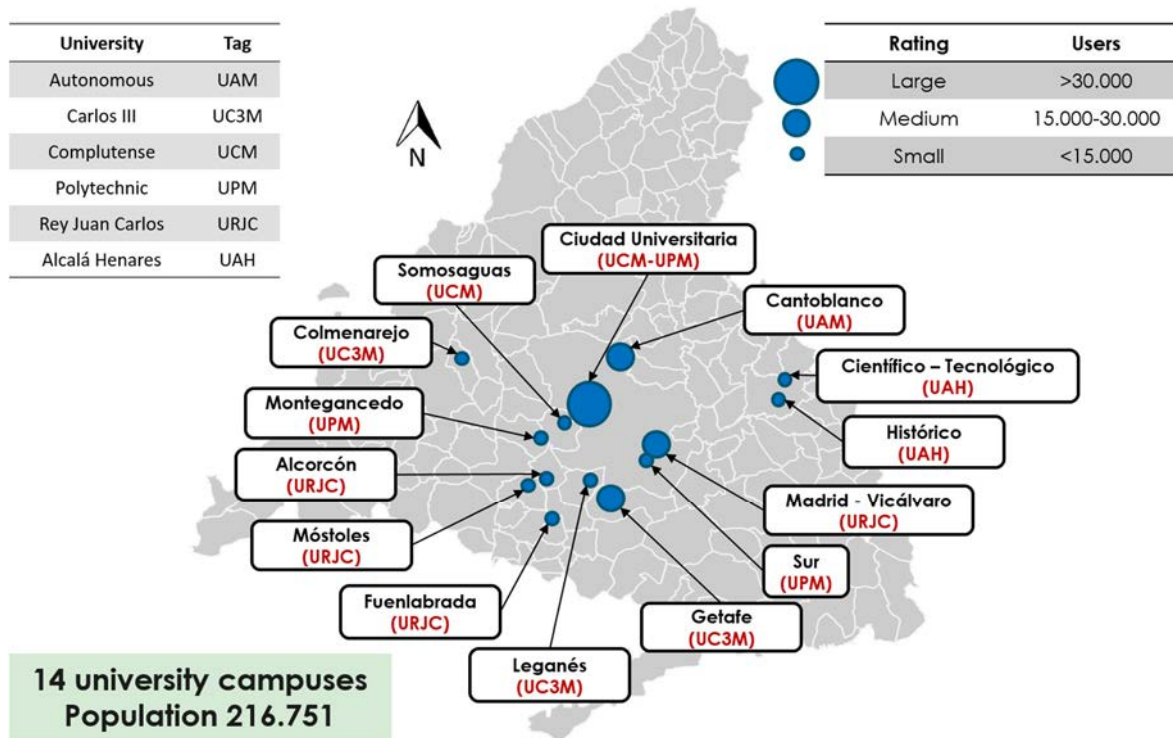 University Tag
Autonomous UAM
Carlos III UC3M
Complutense UCM
Polytechnic UPM
Rey Juan Carlos URJC
Alcalá Henares UAH
N
Rating Users
Large >30.000
Medium 15.000-30.000
Small <15.000
Ciudad Universitaria
(UCM-UPM)
Somosaguas
(UCM)
Cantoblanco
(UAM)
Colmenarejo
(UC3M)
Científico – Tecnológico
(UAH)
Montegancedo
(UPM)
Histórico
(UAH)
Alcorcón
(URJC)
Madrid - Vicálvaro
(URJC)
Móstoles
(URJC)
Sur
(UPM)
Fuenlabrada
(URJC)
Getafe
(UC3M)
Leganés
(UC3M)
14 university campuses
Population 216.751